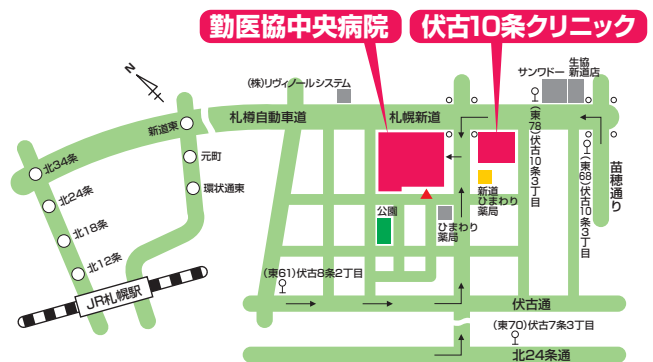 勤医協中央病院
伏古10条クリニック
N
(株)リヴィノールシステム
サンワドー
生協
新道店
札樽自動車道
札幌新道
新道東
元町
環状通東
北34条
北24条
北18条
北12条
JR札幌駅
(東78)伏古10条3丁目
(東68)伏古10条3丁目
苗穂通り
新道
ひまわり
薬局
公園
ひまわり
薬局
(東61)伏古8条2丁目
伏古通
(東70)伏古7条3丁目
北24条通